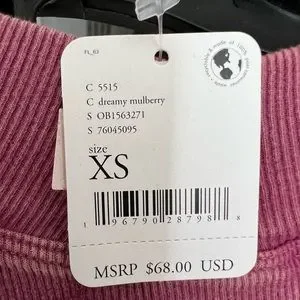 FL_63
C 5515
C dreamy mulberry
S OB1563271
S 76045095
size
XS
1 96790 28798 8
MSRP $68.00 USD